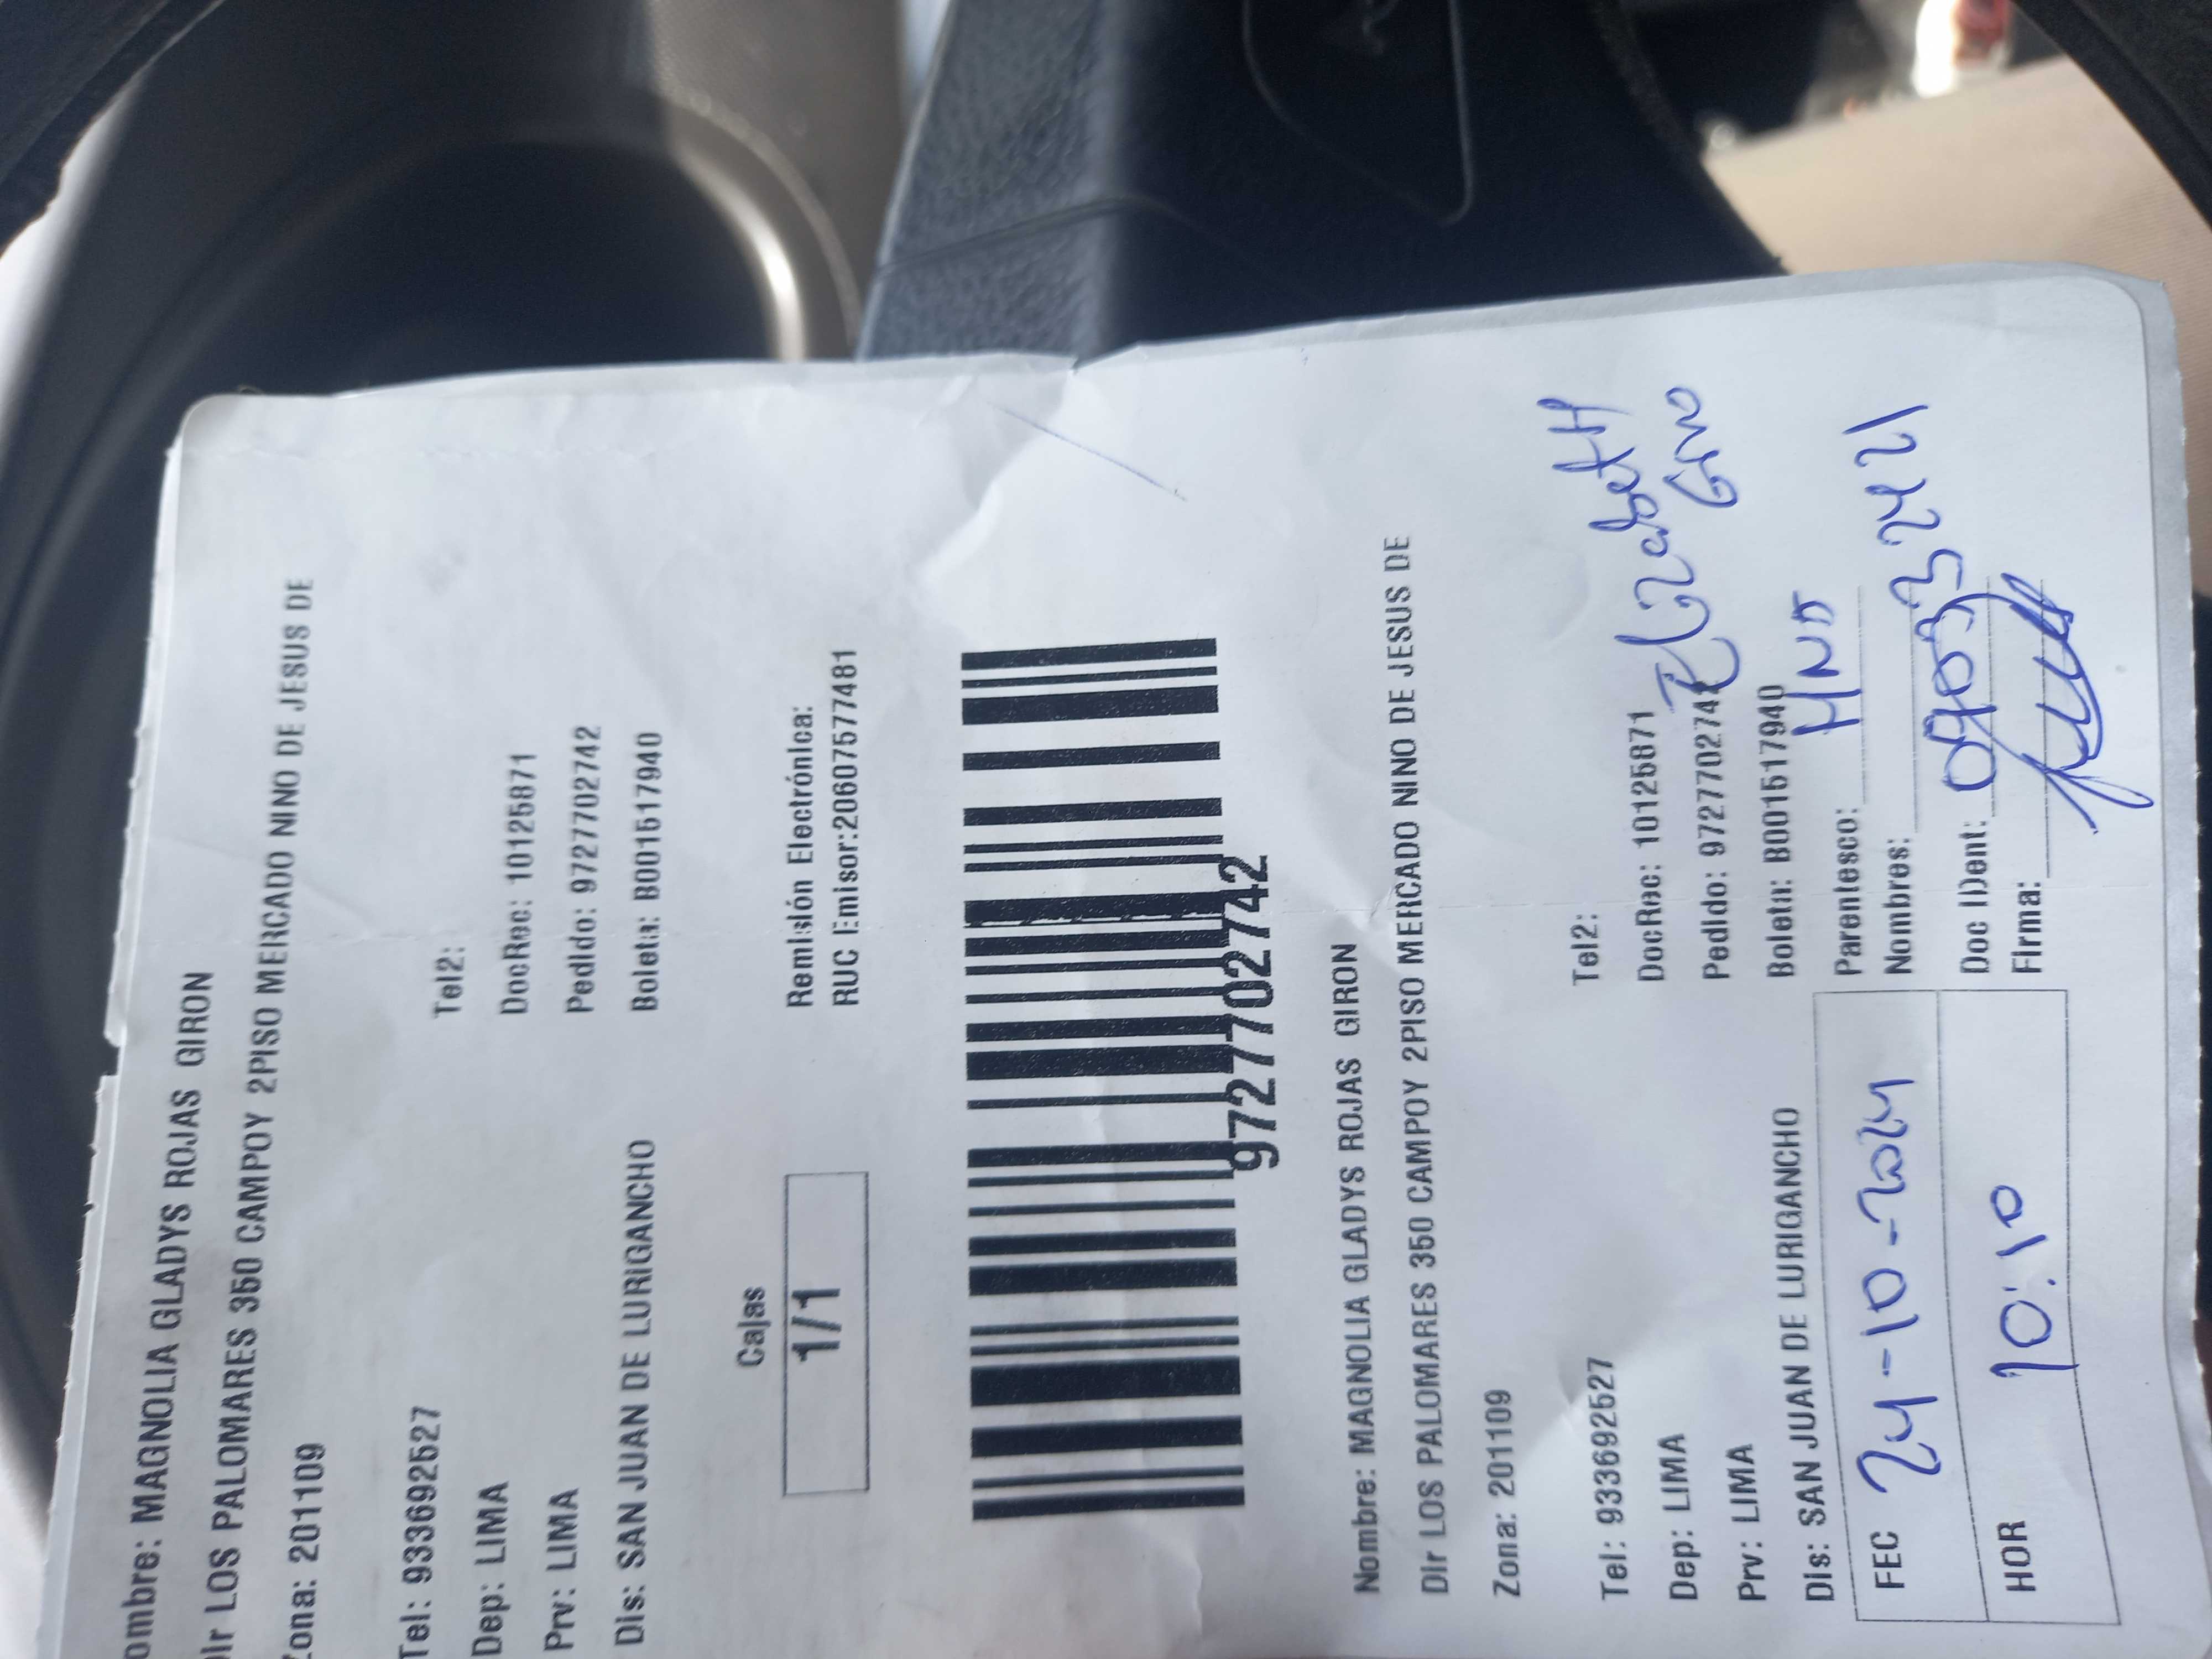 ombre: MAGNOLIA GLADYS ROJAS GIRON
Dir LOS PALOMARES 350 CAMPOY 2PISO MERCADO NINO DE JESUS DE
Zona: 201109
Tel: 933692527 Tel2:
Dep: LIMA DocRec: 10125871
Prv: LIMA Pedido: 9727702742
Dis: SAN JUAN DE LURIGANCHO Boleta: B001517940
Cajas
1/1
Remisión Electrónica:
RUC Emisor:20607577481
9727702742
Nombre: MAGNOLIA GLADYS ROJAS GIRON
Dir LOS PALOMARES 350 CAMPOY 2PISO MERCADO NINO DE JESUS DE
Zona: 201109
Tel: 933692527 Tel2:
Dep: LIMA DocRec: 10125871
Prv: LIMA Pedido: 9727702742
Dis: SAN JUAN DE LURIGANCHO Boleta: B001517940
Elizabeth
FEC 24-10-2024
HOR 10:10
Parentesco:
Nombres:
Doc IDent:
Firma: